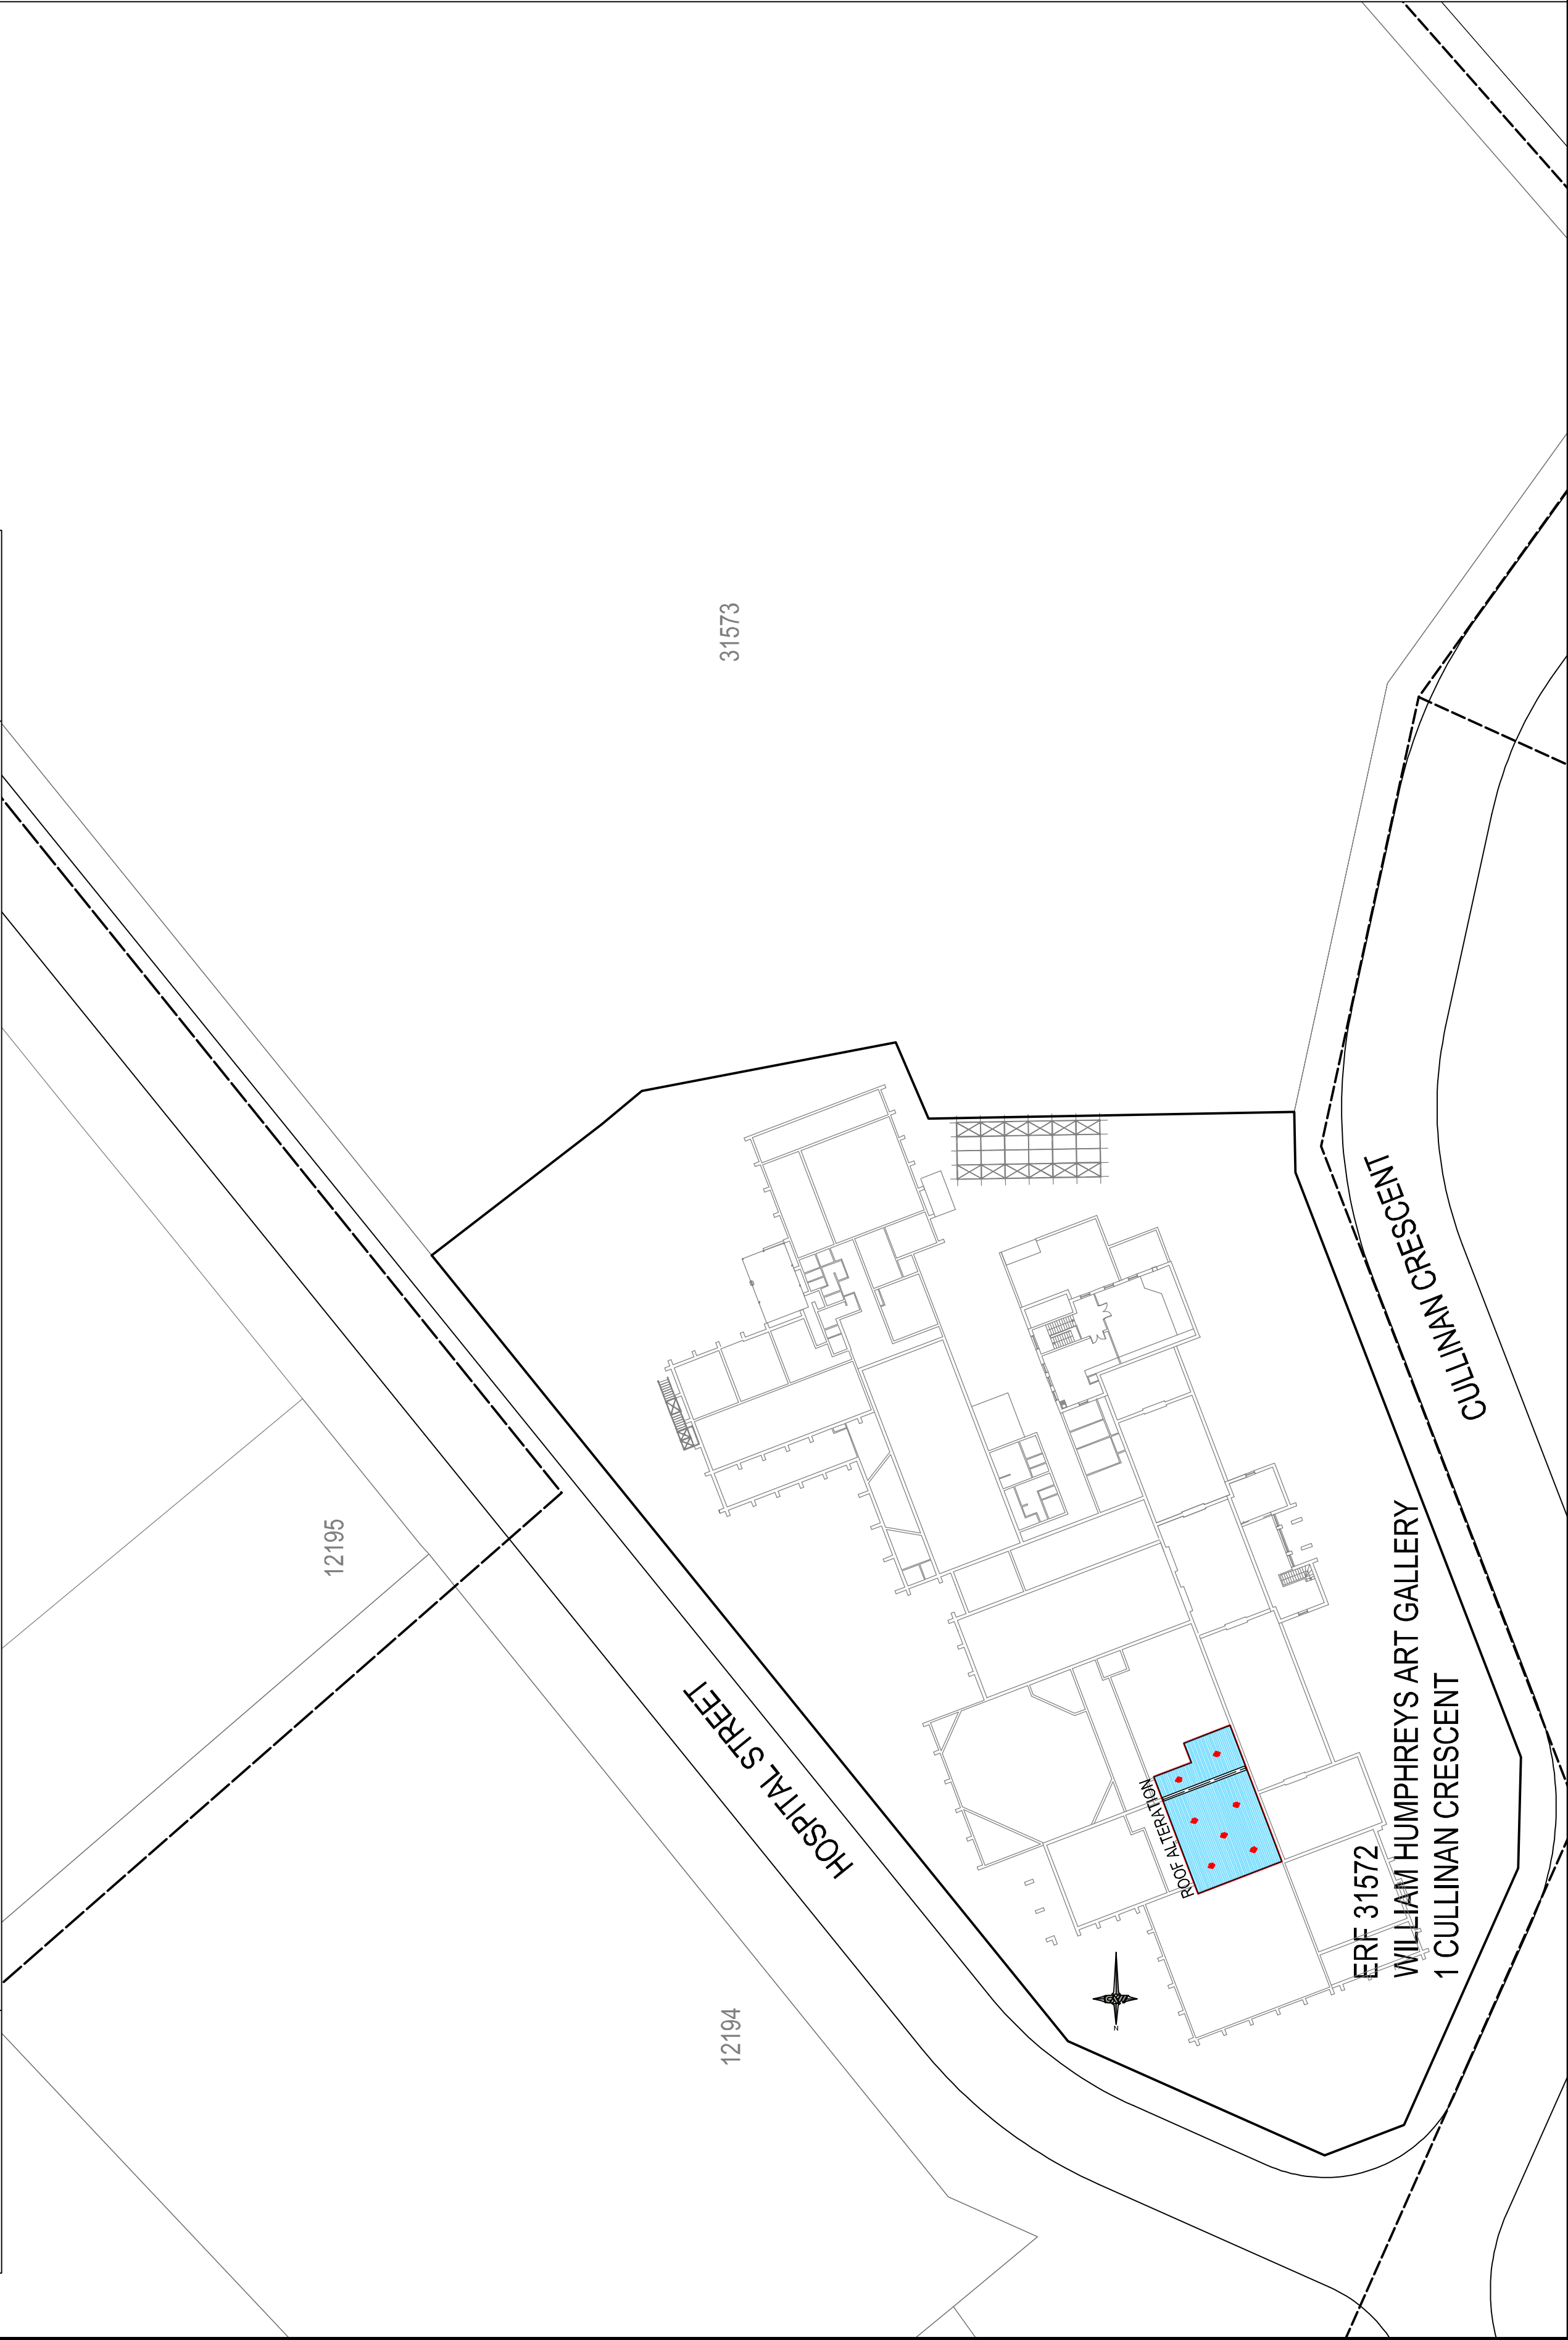 31573
12195
12194
HOSPITAL STREET
CULLINAN CRESCENT
ROOF ALTERATION
ERF 31572
WILLIAM HUMPHREYS ART GALLERY
1 CULLINAN CRESCENT
N